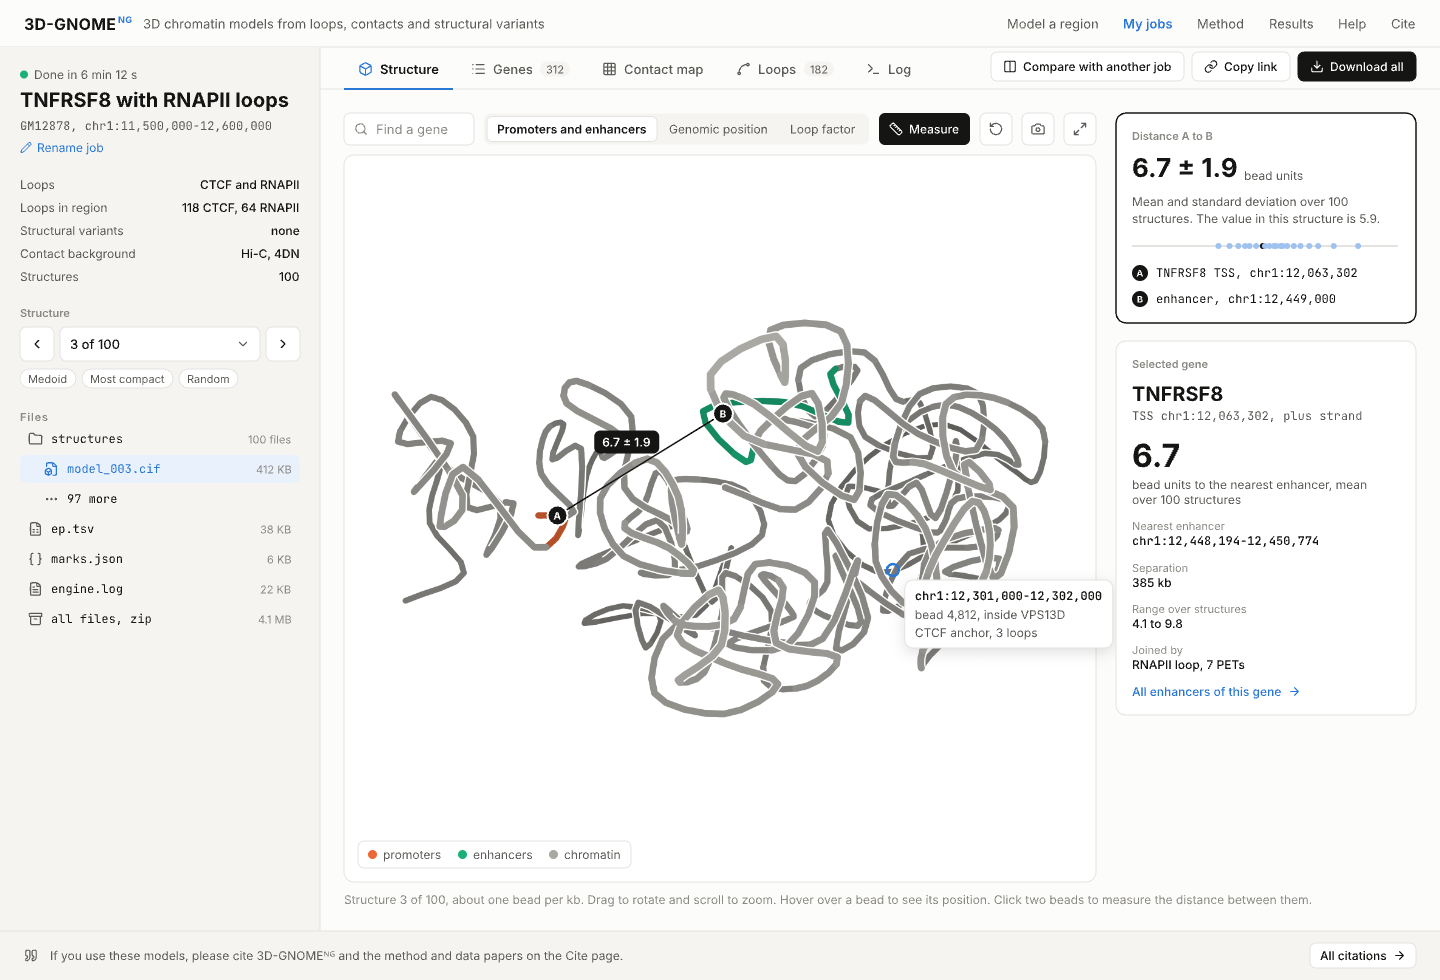 3D-GNOME NG 3D chromatin models from loops, contacts and structural variants
Model a region My jobs Method Results Help Cite
Done in 6 min 12 s
TNFRSF8 with RNAPII loops
GM12878, chr1:11,500,000-12,600,000
Rename job
Loops CTCF and RNAPII
Loops in region 118 CTCF, 64 RNAPII
Structural variants none
Contact background Hi-C, 4DN
Structures 100
Structure
3 of 100
Medoid Most compact Random
Files
structures 100 files
model_003.cif 412 KB
97 more
ep.tsv 38 KB
marks.json 6 KB
engine.log 22 KB
all files, zip 4.1 MB
Structure Genes 312 Contact map Loops 182 Log
Compare with another job Copy link Download all
Find a gene Promoters and enhancers Genomic position Loop factor Measure
B
6.7 ± 1.9
A
chr1:12,301,000-12,302,000
bead 4,812, inside VPS13D
CTCF anchor, 3 loops
promoters enhancers chromatin
Structure 3 of 100, about one bead per kb. Drag to rotate and scroll to zoom. Hover over a bead to see its position. Click two beads to measure the distance between them.
Distance A to B
6.7 ± 1.9 bead units
Mean and standard deviation over 100
structures. The value in this structure is 5.9.
A TNFRSF8 TSS, chr1:12,063,302
B enhancer, chr1:12,449,000
Selected gene
TNFRSF8
TSS chr1:12,063,302, plus strand
6.7
bead units to the nearest enhancer, mean
over 100 structures
Nearest enhancer
chr1:12,448,194-12,450,774
Separation
385 kb
Range over structures
4.1 to 9.8
Joined by
RNAPII loop, 7 PETs
All enhancers of this gene
If you use these models, please cite 3D-GNOMEᴺᴳ and the method and data papers on the Cite page.
All citations